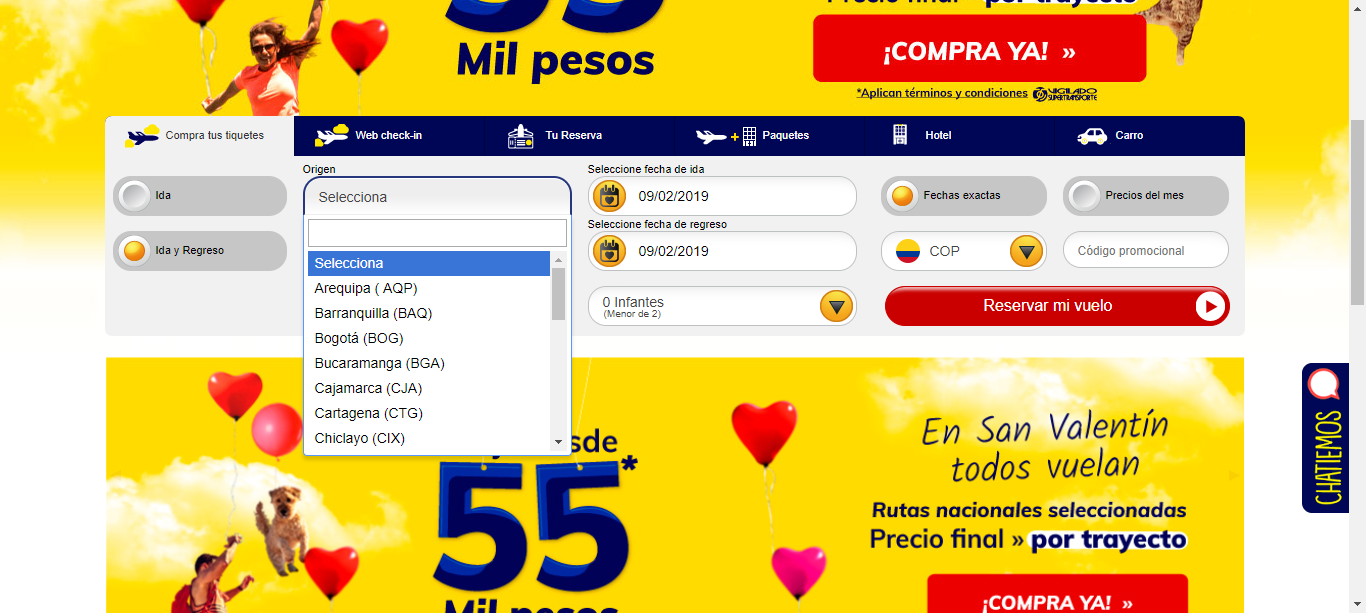 Mil pesos
Precio final » por trayecto
¡COMPRA YA! »
*Aplican términos y condiciones VIGILADO SUPERTRANSPORTE
Compra tus tiquetes
Web check-in
Tu Reserva
Paquetes
Hotel
Carro
Ida
Ida y Regreso
Origen
Selecciona
Selecciona
Arequipa ( AQP)
Barranquilla (BAQ)
Bogotá (BOG)
Bucaramanga (BGA)
Cajamarca (CJA)
Cartagena (CTG)
Chiclayo (CIX)
Seleccione fecha de ida
09/02/2019
Seleccione fecha de regreso
09/02/2019
0 Infantes
(Menor de 2)
Fechas exactas
Precios del mes
COP
Código promocional
Reservar mi vuelo
CHATIEMOS
55*
Mil pesos
En San Valentín
todos vuelan
Rutas nacionales seleccionadas
Precio final » por trayecto
¡COMPRA YA! »